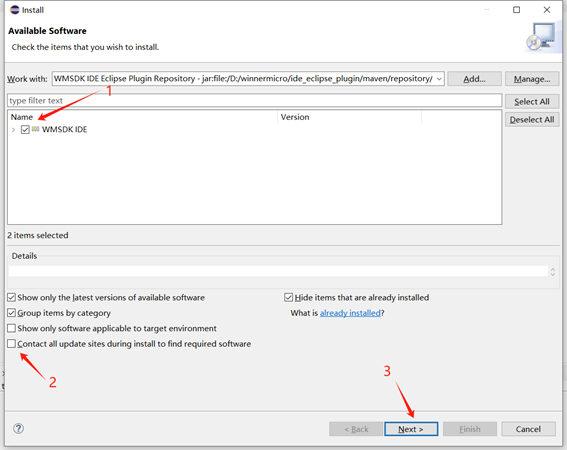 Install
Available Software
Check the items that you wish to install.
Work with: WMSDK IDE Eclipse Plugin Repository - jar:file:/D:/winnermicro/ide_eclipse_plugin/maven/repository/ Add... Manage...
1
type filter text Select All
Name Version Deselect All
WMSDK IDE
2 items selected
Details
Show only the latest versions of available software Hide items that are already installed
Group items by category What is already installed?
Show only software applicable to target environment
Contact all update sites during install to find required software
2
3
? < Back Next > Finish Cancel